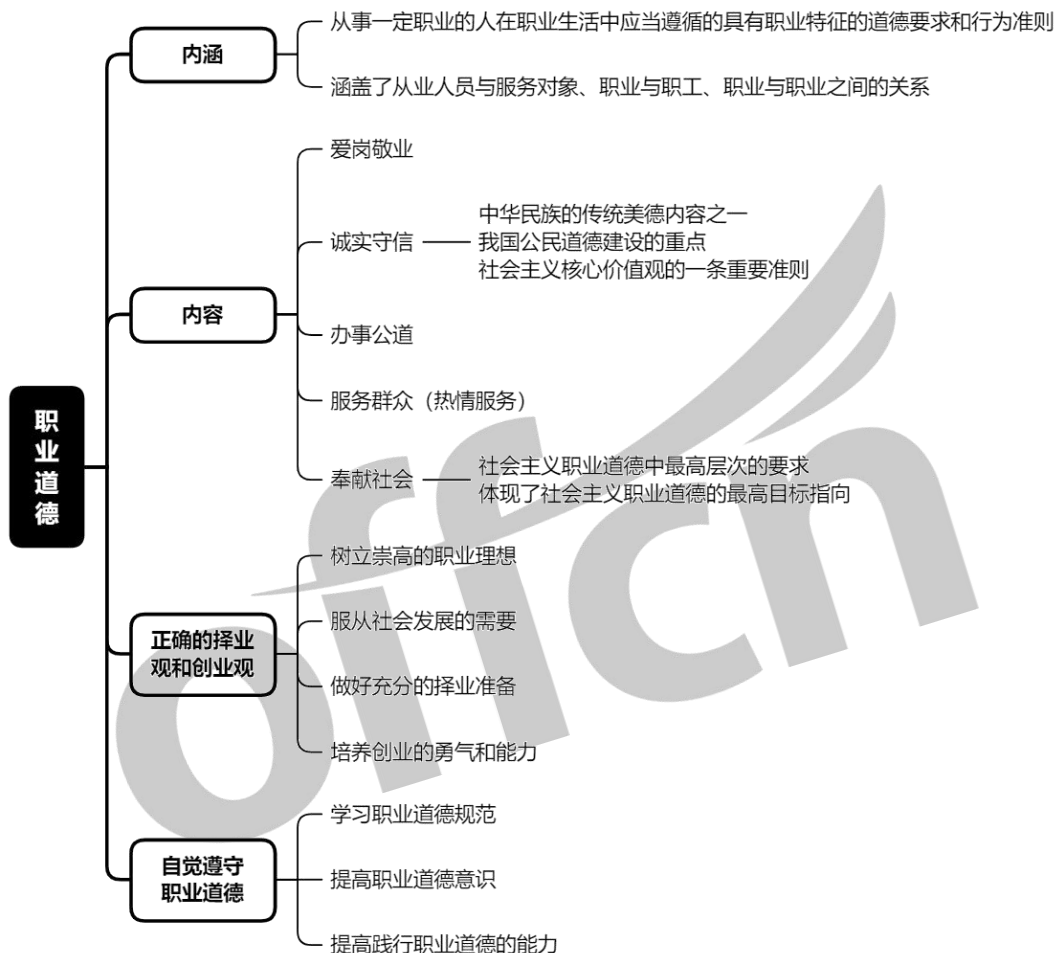 职业道德
内涵
从事一定职业的人在职业生活中应当遵循的具有职业特征的道德要求和行为准则
涵盖了从业人员与服务对象、职业与职工、职业与职业之间的关系
内容
爱岗敬业
诚实守信
中华民族的传统美德内容之一
我国公民道德建设的重点
社会主义核心价值观的一条重要准则
办事公道
服务群众（热情服务）
奉献社会
社会主义职业道德中最高层次的要求
体现了社会主义职业道德的最高目标指向
正确的择业
观和创业观
树立崇高的职业理想
服从社会发展的需要
做好充分的择业准备
培养创业的勇气和能力
自觉遵守
职业道德
学习职业道德规范
提高职业道德意识
提高践行职业道德的能力
offcn